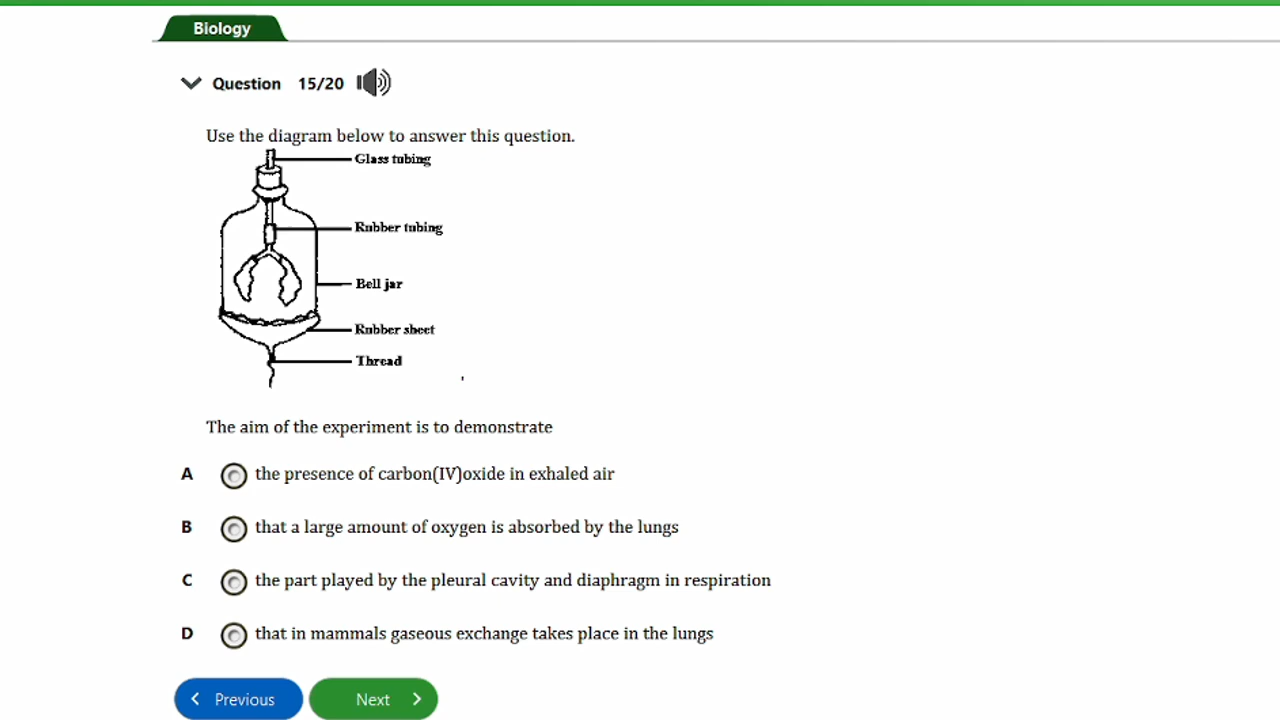 Biology
Question 15/20
Use the diagram below to answer this question.
Glass tubing
Rubber tubing
Bell jar
Rubber sheet
Thread
The aim of the experiment is to demonstrate
A the presence of carbon(IV)oxide in exhaled air
B that a large amount of oxygen is absorbed by the lungs
C the part played by the pleural cavity and diaphragm in respiration
D that in mammals gaseous exchange takes place in the lungs
Previous Next